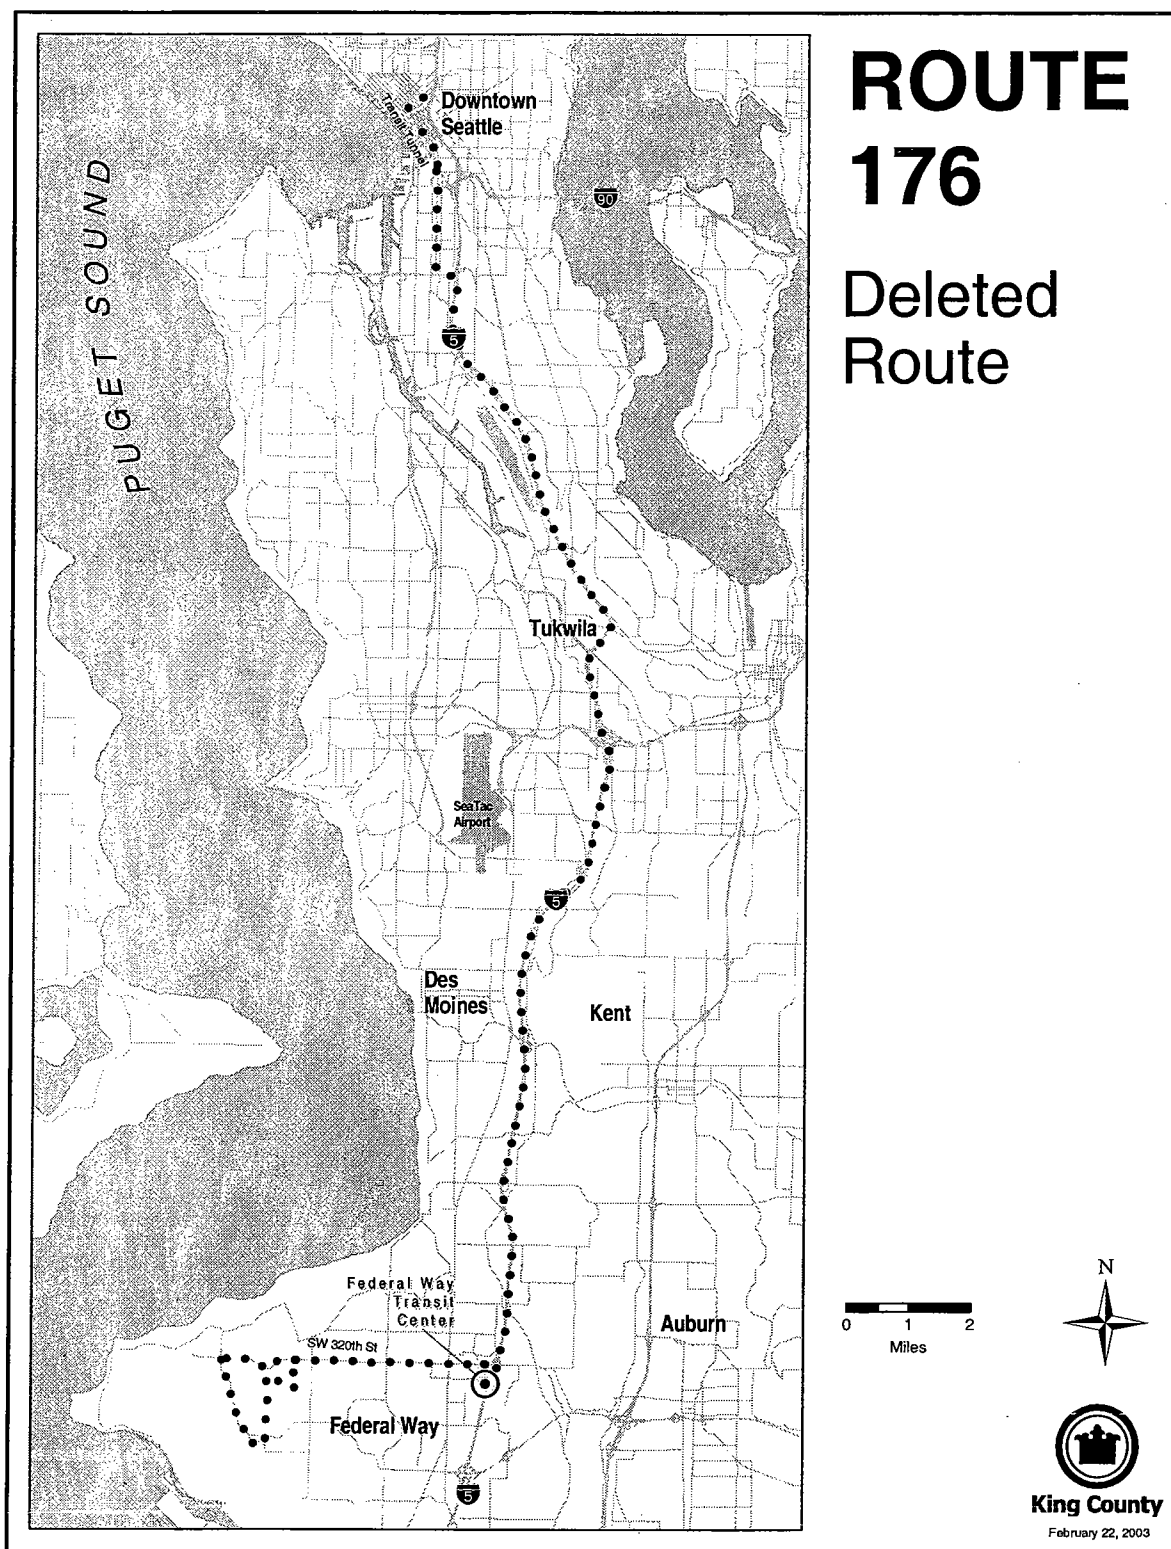 ROUTE
176
Deleted
Route
Downtown
Seattle
Transit Tunnel
90
PUGET SOUND
5
Tukwila
SeaTac
Airport
5
Des
Moines
Kent
Federal Way
Transit
Center
SW 320th St
Auburn
Federal Way
5
N
0 1 2
Miles
King County
February 22, 2003